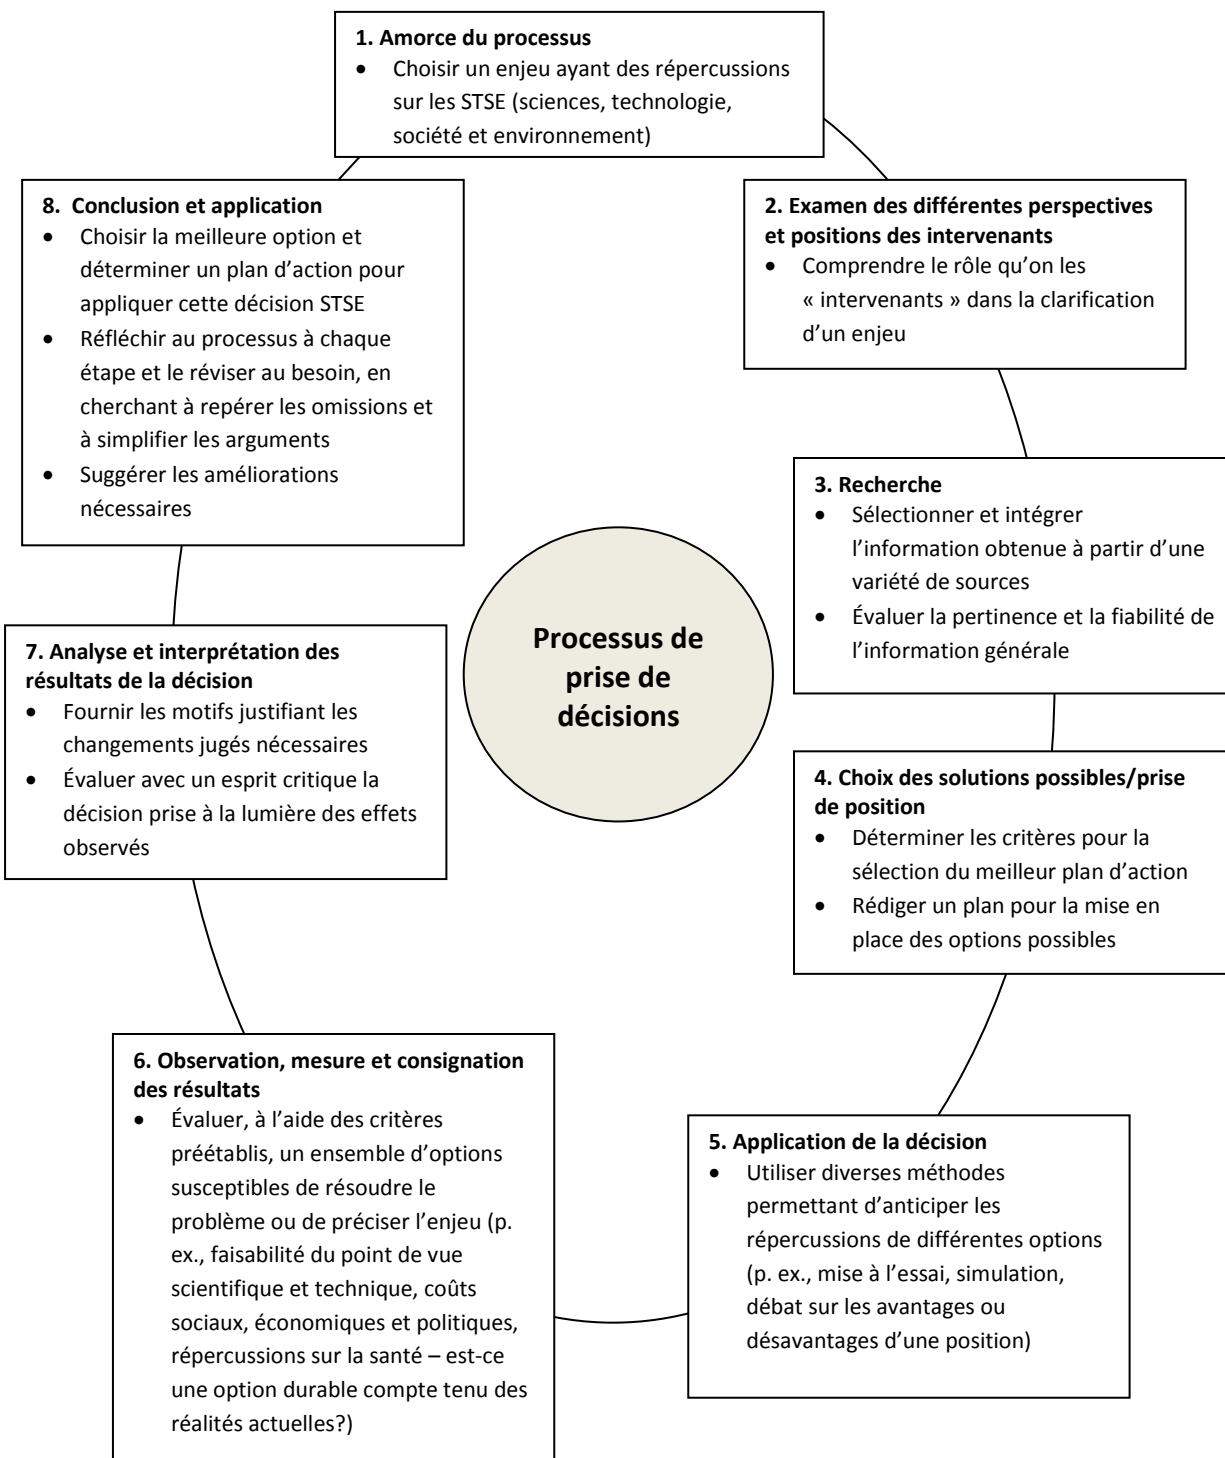 1. Amorce du processus
• Choisir un enjeu ayant des répercussions
sur les STSE (sciences, technologie,
société et environnement)
2. Examen des différentes perspectives
et positions des intervenants
• Comprendre le rôle qu'on les
« intervenants » dans la clarification
d'un enjeu
3. Recherche
• Sélectionner et intégrer
l'information obtenue à partir d'une
variété de sources
• Évaluer la pertinence et la fiabilité de
l'information générale
4. Choix des solutions possibles/prise
de position
• Déterminer les critères pour la
sélection du meilleur plan d'action
• Rédiger un plan pour la mise en
place des options possibles
5. Application de la décision
• Utiliser diverses méthodes
permettant d'anticiper les
répercussions de différentes options
(p. ex., mise à l'essai, simulation,
débat sur les avantages ou
désavantages d'une position)
6. Observation, mesure et consignation
des résultats
• Évaluer, à l'aide des critères
préétablis, un ensemble d'options
susceptibles de résoudre le
problème ou de préciser l'enjeu (p.
ex., faisabilité du point de vue
scientifique et technique, coûts
sociaux, économiques et politiques,
répercussions sur la santé – est-ce
une option durable compte tenu des
réalités actuelles?)
7. Analyse et interprétation des
résultats de la décision
• Fournir les motifs justifiant les
changements jugés nécessaires
• Évaluer avec un esprit critique la
décision prise à la lumière des effets
observés
8. Conclusion et application
• Choisir la meilleure option et
déterminer un plan d'action pour
appliquer cette décision STSE
• Réfléchir au processus à chaque
étape et le réviser au besoin, en
cherchant à repérer les omissions et
à simplifier les arguments
• Suggérer les améliorations
nécessaires
Processus de
prise de
décisions